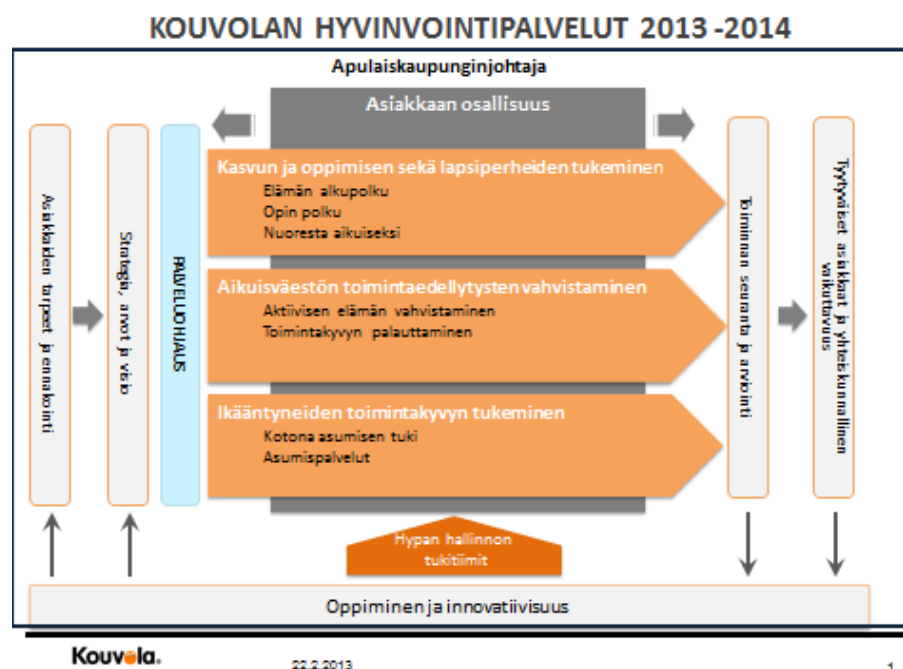 KOUVOLAN HYVINVOINTIPALVELUT 2013 -2014
Apulaiskaupunginjohtaja
Asiakkaan osallisuus
Asiakkaiden tarpeet ja ennakointi
Strategia, arvot ja visio
PALVELUOHJAUS
Kasvun ja oppimisen sekä lapsiperheiden tukeminen
Elämän alkupolku
Opin polku
Nuoresta aikuiseksi
Aikuisväestön toimintaedellytysten vahvistaminen
Aktiivisen elämän vahvistaminen
Toimintakyvyn palauttaminen
Ikääntyneiden toimintakyvyn tukeminen
Kotona asumisen tuki
Asumispalvelut
Toiminnan seuranta ja arviointi
Tyytyväiset asiakkaat ja yhteiskunnallinen
vaikuttavuus
Hypan hallinnon
tukitiimit
Oppiminen ja innovatiivisuus
Kouvola.
22.2.2013
1